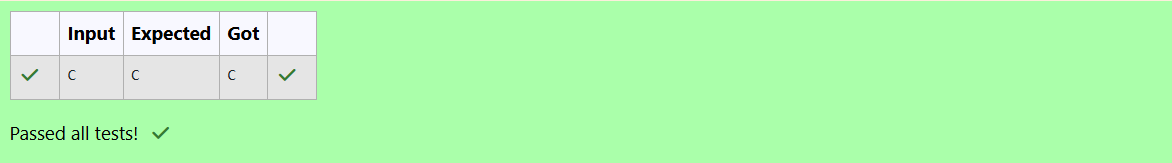 Input Expected Got
C C C
Passed all tests!